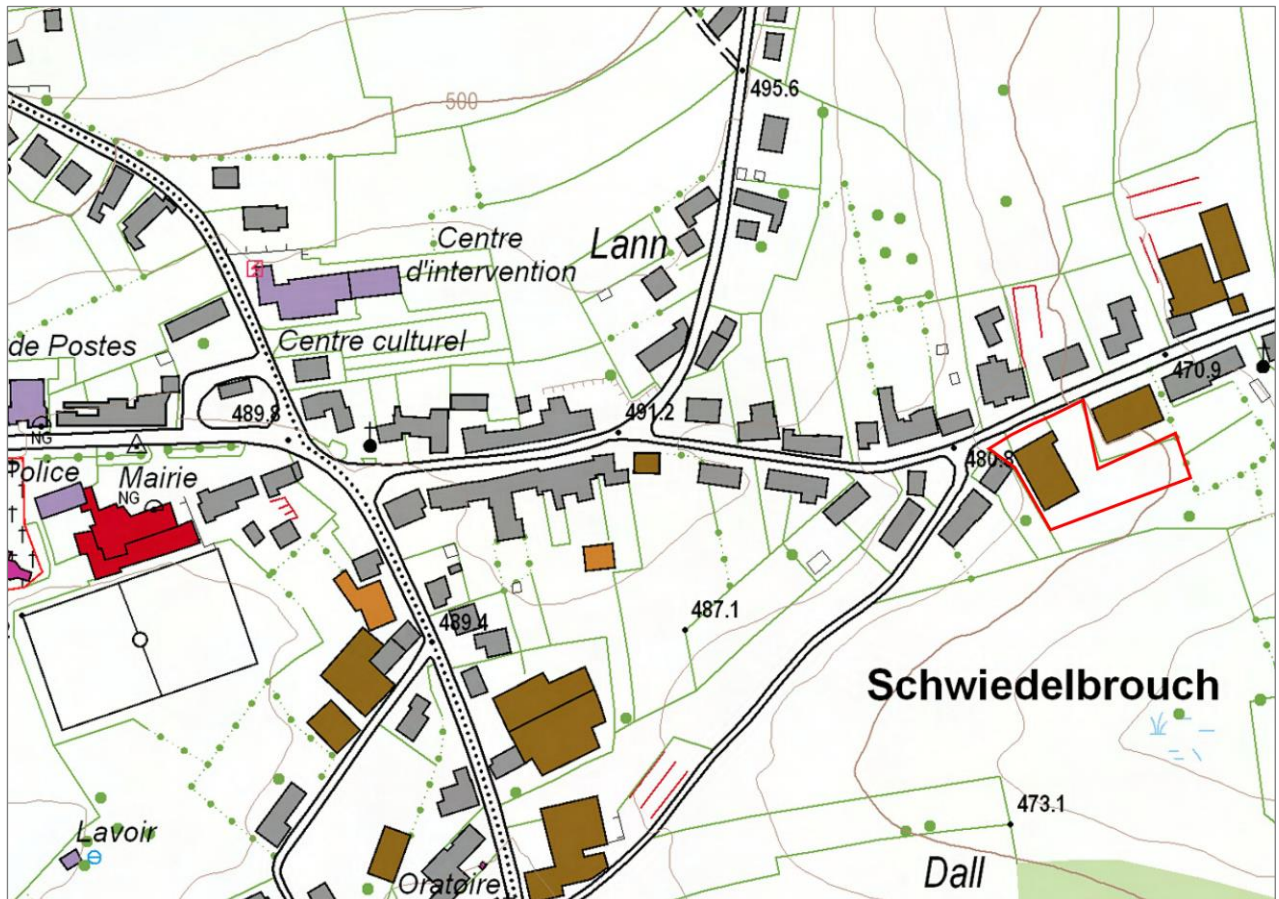 495.6
500
Centre
d'intervention
Lann
de Postes
Centre culturel
470.9
489.8
491.2
NG
480.8
Police
Mairie
NG
487.1
489.4
Schwiedelbrouch
473.1
Lavoir
Dall
Oratoire